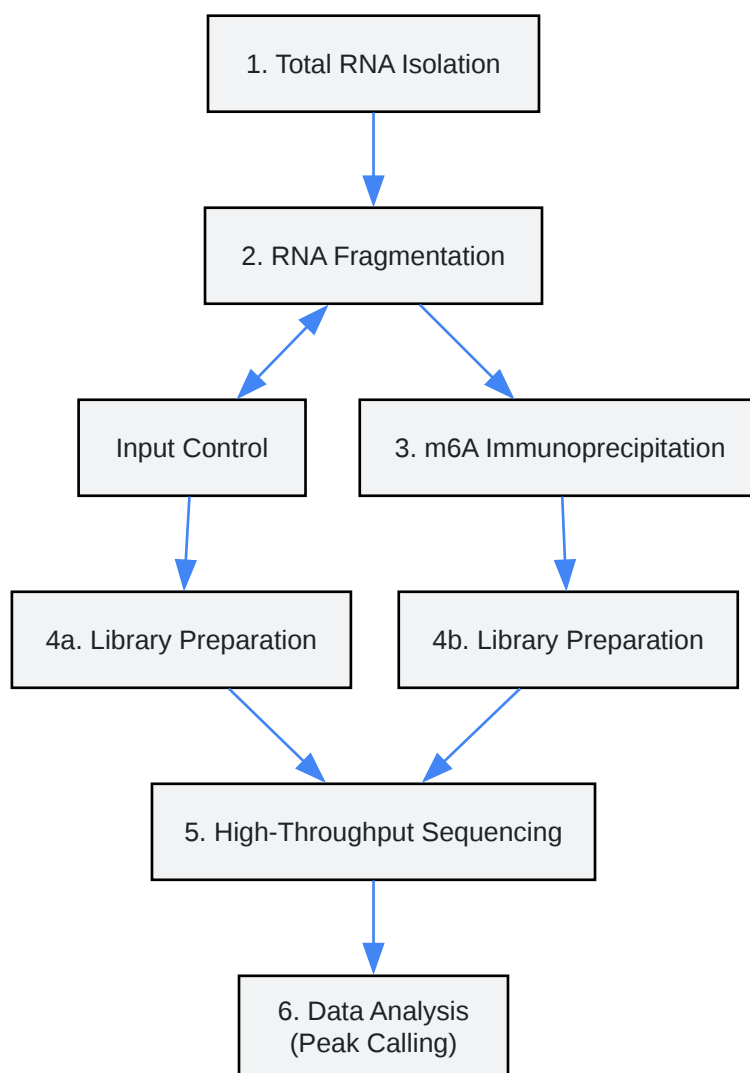 1. Total RNA Isolation
2. RNA Fragmentation
Input Control
3. m6A Immunoprecipitation
4a. Library Preparation
4b. Library Preparation
5. High-Throughput Sequencing
6. Data Analysis
(Peak Calling)